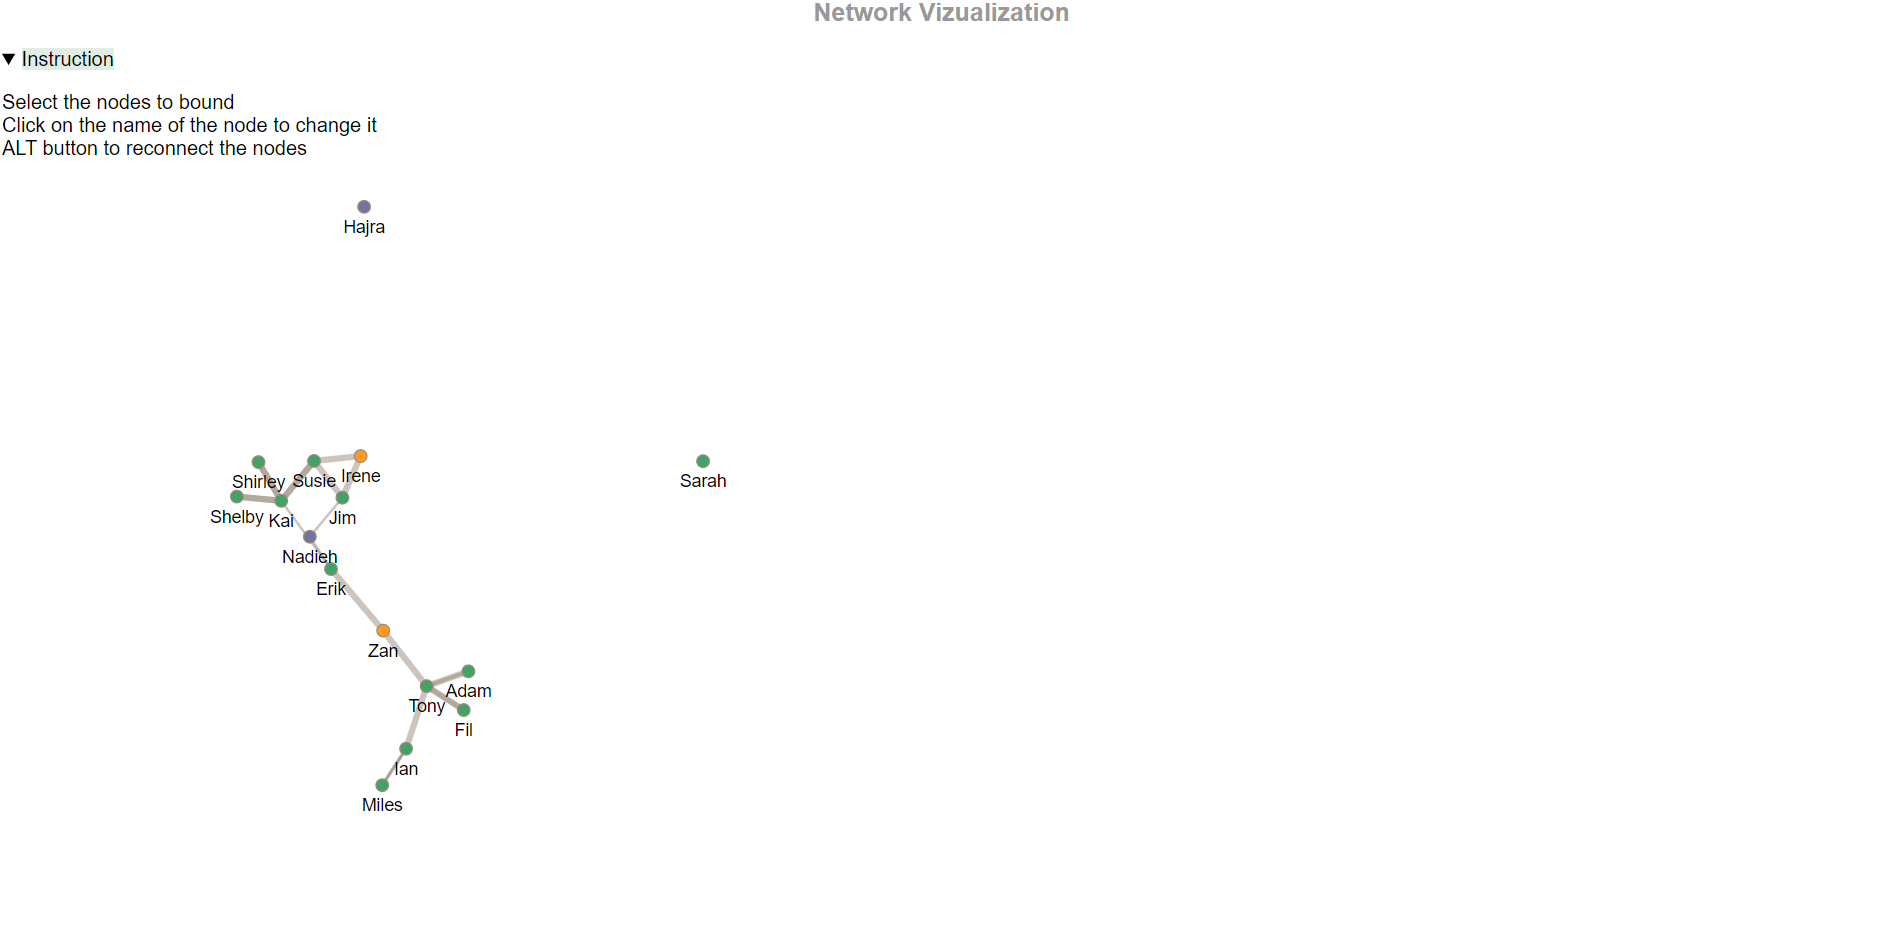 Network Vizualization
Instruction
Select the nodes to bound
Click on the name of the node to change it
ALT button to reconnect the nodes
Hajra
Shirley
Susie
Irene
Sarah
Shelby
Kai
Jim
Nadieh
Erik
Zan
Adam
Tony
Fil
Ian
Miles